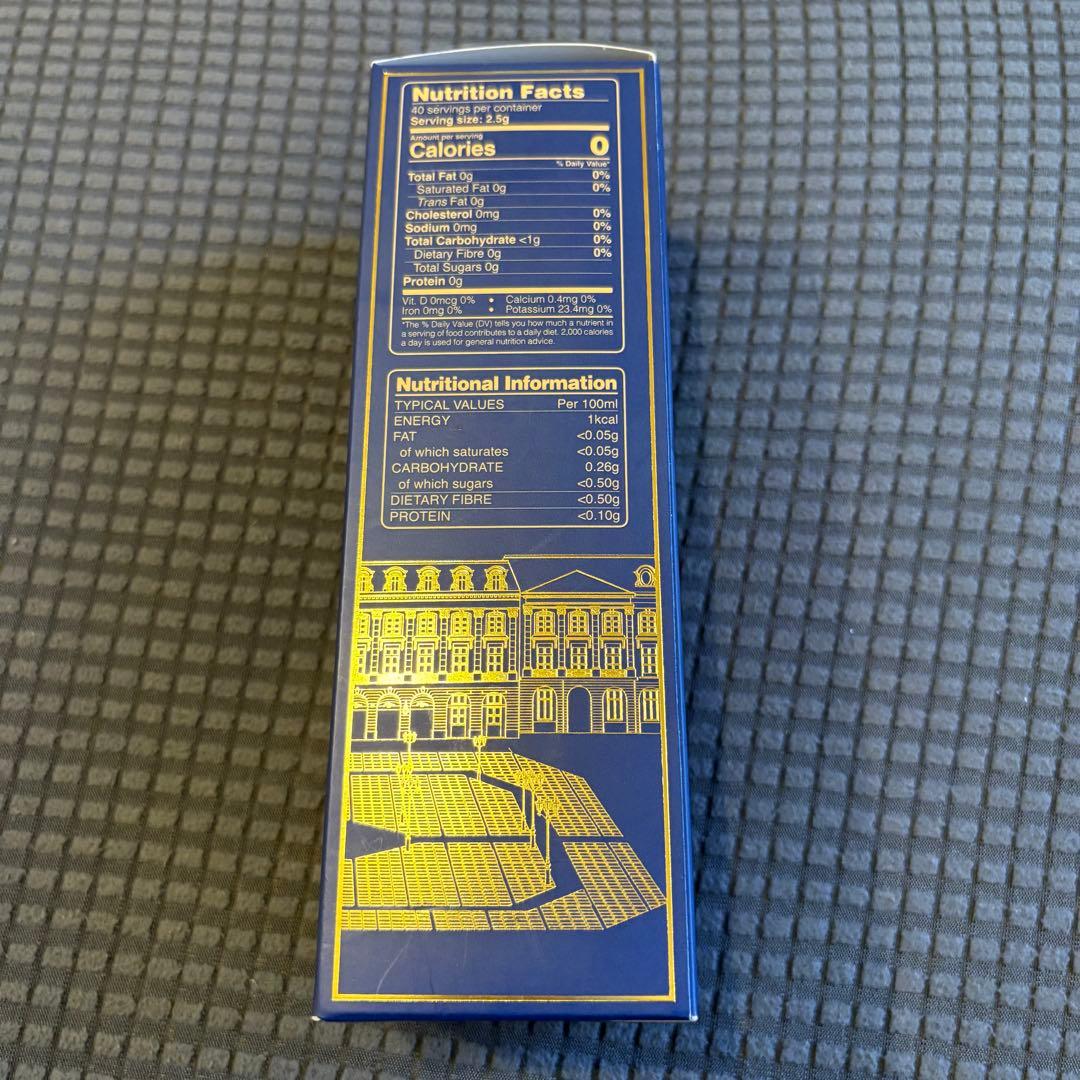 Nutrition Facts
40 servings per container
Serving size: 2.5g
Amount per serving
Calories 0
% Daily Value*
Total Fat 0g 0%
Saturated Fat 0g 0%
Trans Fat 0g
Cholesterol 0mg 0%
Sodium 0mg 0%
Total Carbohydrate <1g 0%
Dietary Fibre 0g 0%
Total Sugars 0g
Protein 0g
Vit. D 0mcg 0% • Calcium 0.4mg 0%
Iron 0mg 0% • Potassium 23.4mg 0%
*The % Daily Value (DV) tells you how much a nutrient in
a serving of food contributes to a daily diet. 2,000 calories
a day is used for general nutrition advice.
Nutritional Information
TYPICAL VALUES Per 100ml
ENERGY 1kcal
FAT <0.05g
of which saturates <0.05g
CARBOHYDRATE 0.26g
of which sugars <0.50g
DIETARY FIBRE <0.50g
PROTEIN <0.10g